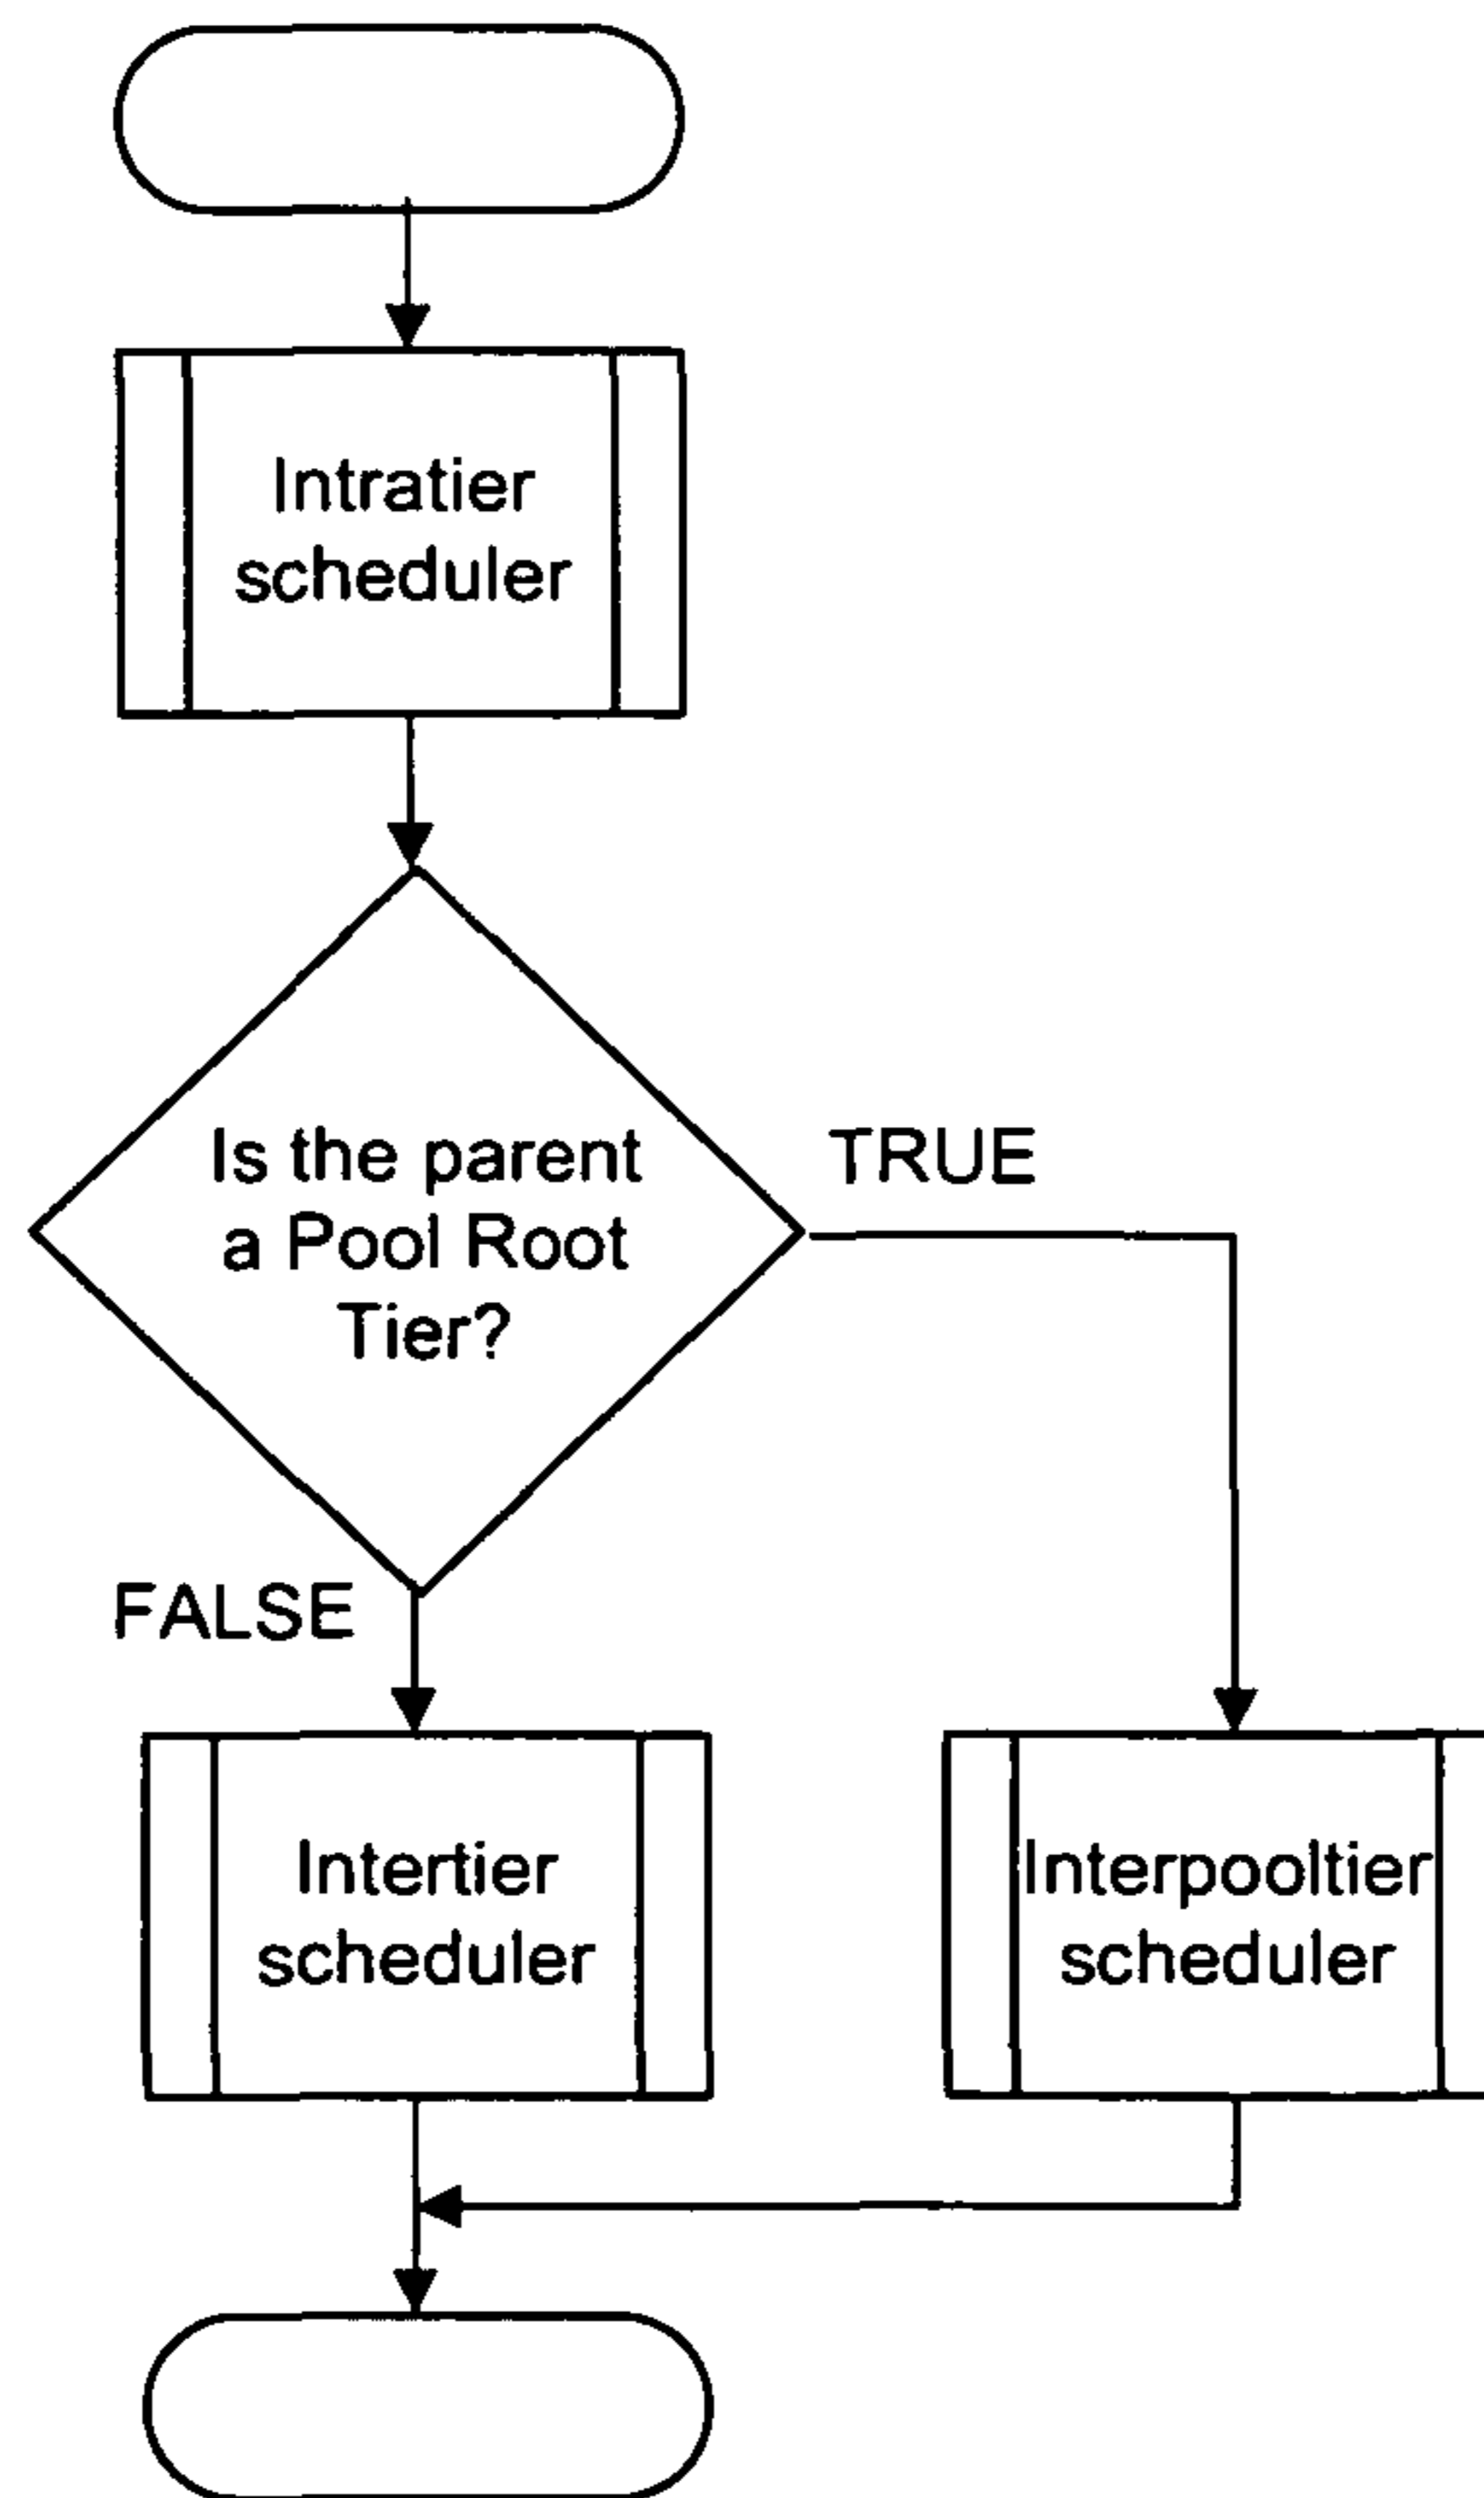 Intratier
scheduler
Is the parent
a Pool Root
Tier?
TRUE
FALSE
Intertier
scheduler
Interpooltier
scheduler